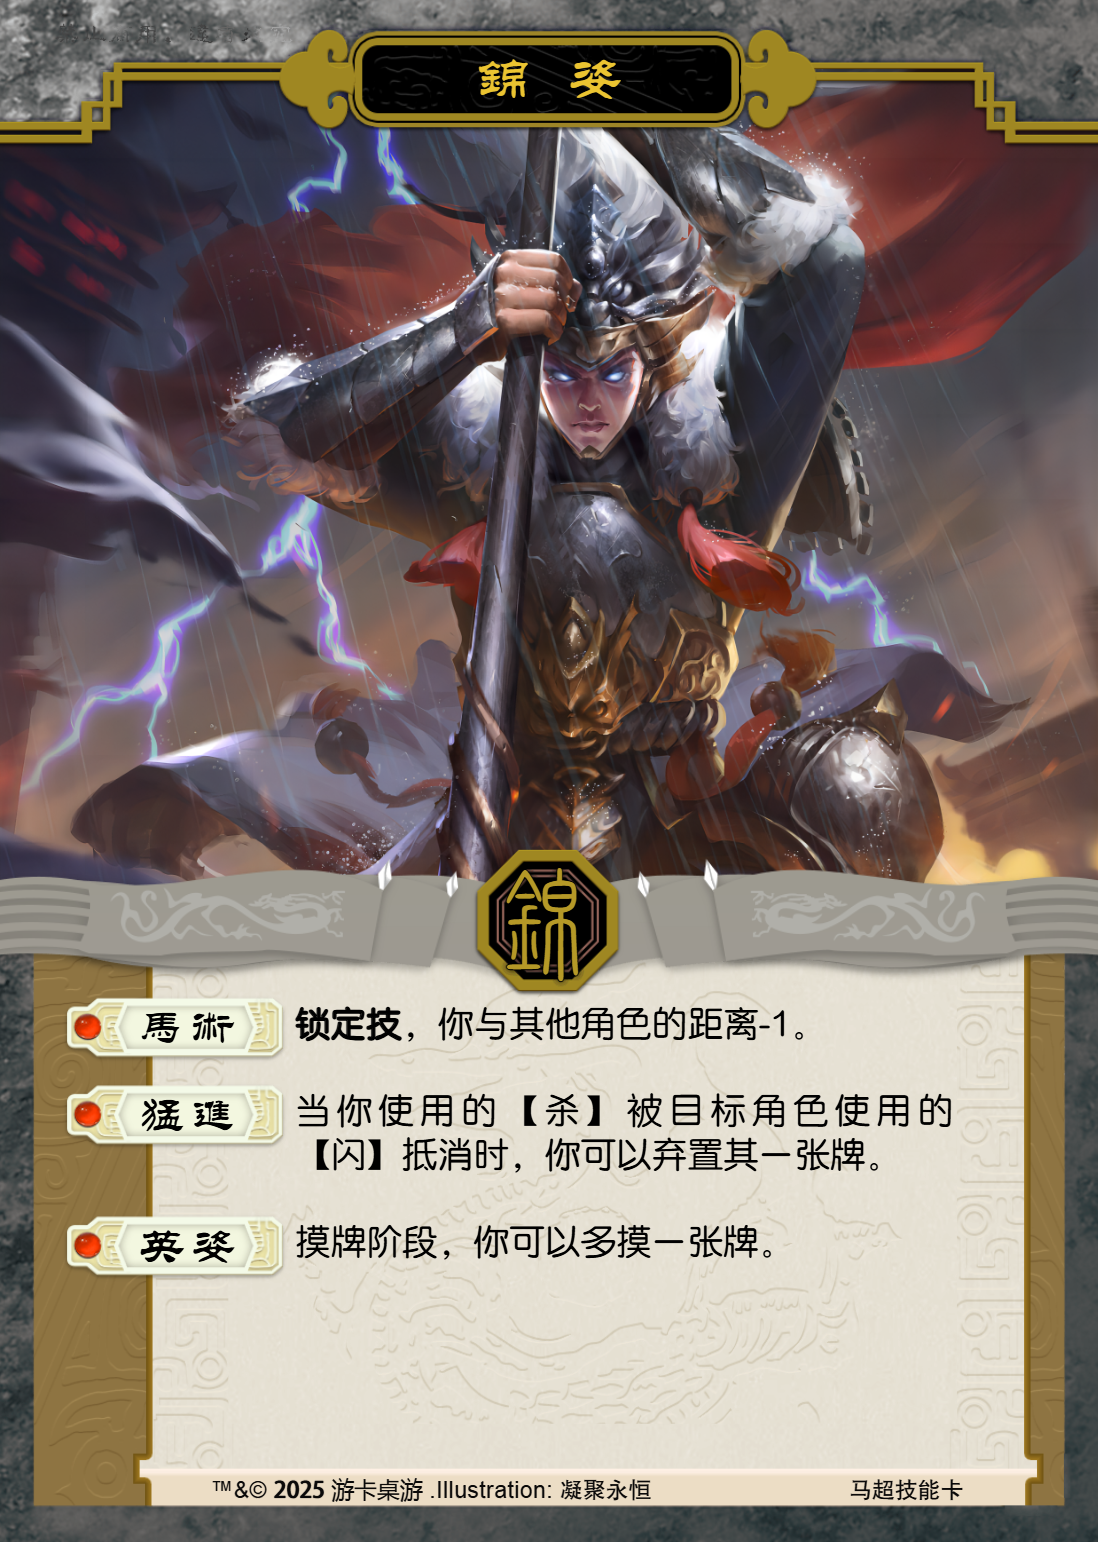 錦姿
錦
馬術
锁定技，你与其他角色的距离-1。
猛進
当你使用的【杀】被目标角色使用的
【闪】抵消时，你可以弃置其一张牌。
英姿
摸牌阶段，你可以多摸一张牌。
™&© 2025 游卡桌游 .Illustration: 凝聚永恒
马超技能卡